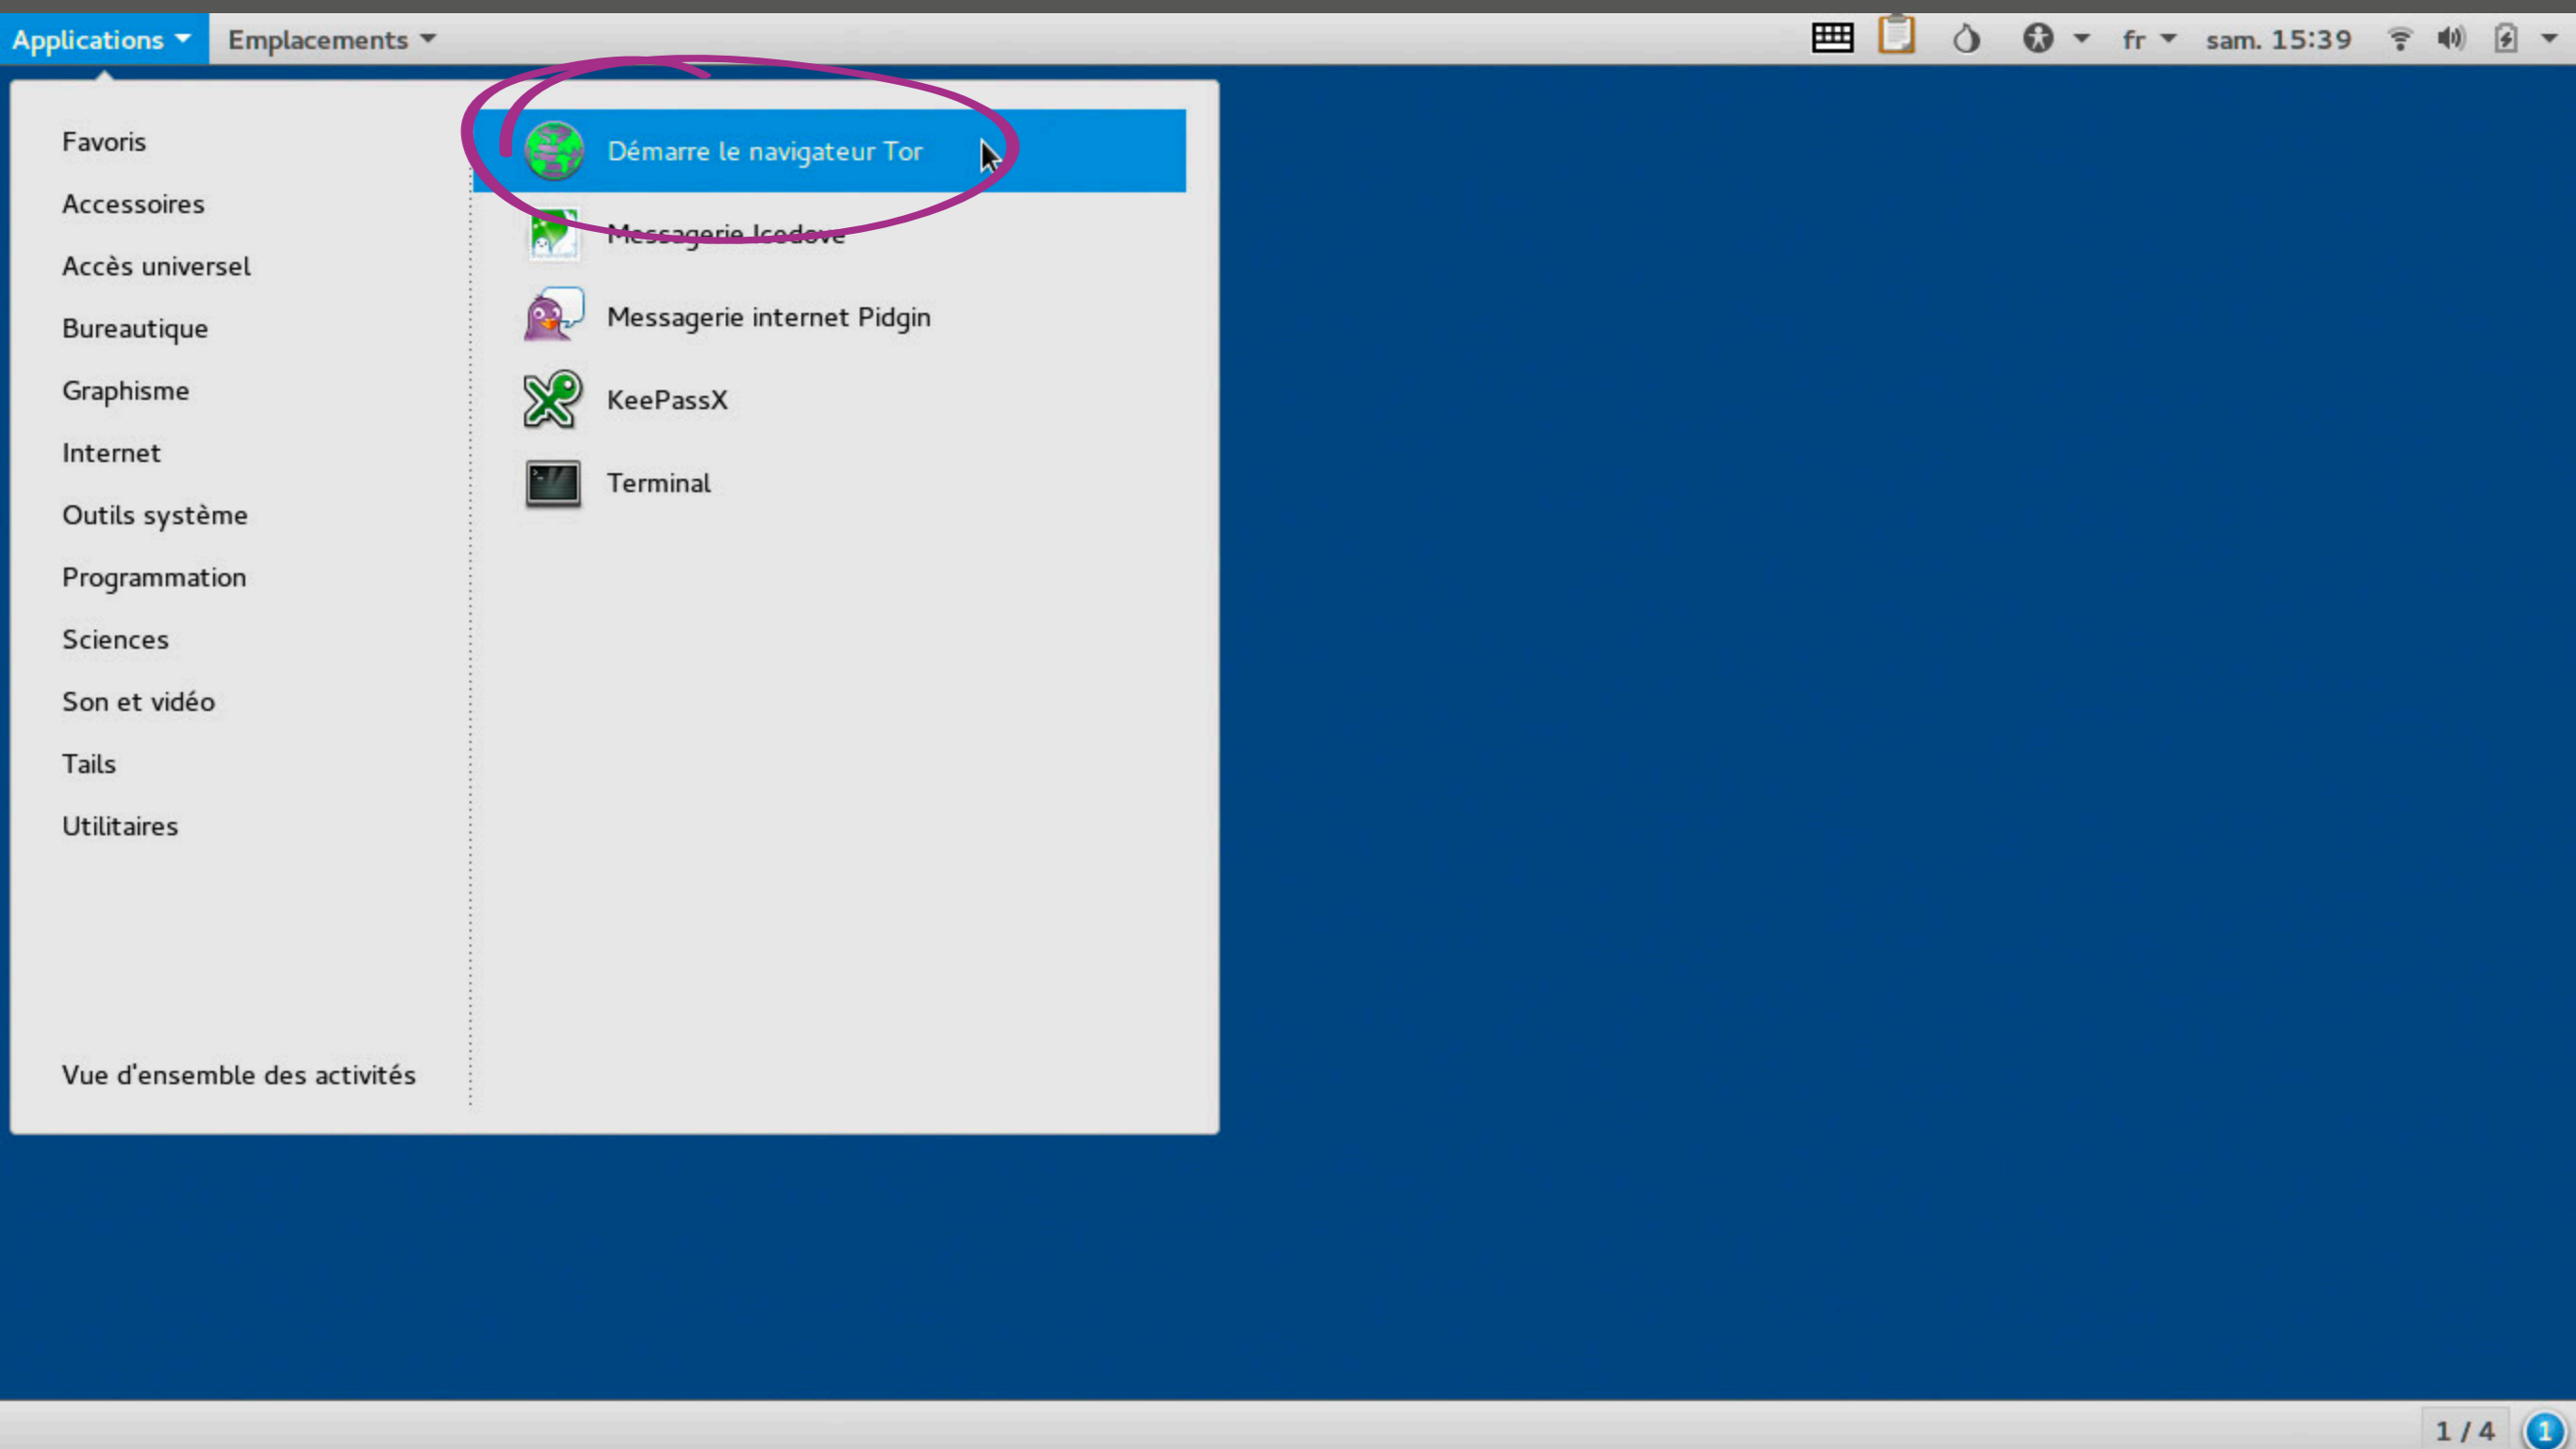 Applications Emplacements fr sam. 15:39
Favoris
Accessoires
Accès universel
Bureautique
Graphisme
Internet
Outils système
Programmation
Sciences
Son et vidéo
Tails
Utilitaires
Vue d'ensemble des activités
Démarre le navigateur Tor
Messagerie Icedove
Messagerie internet Pidgin
KeePassX
Terminal
1 / 4 1